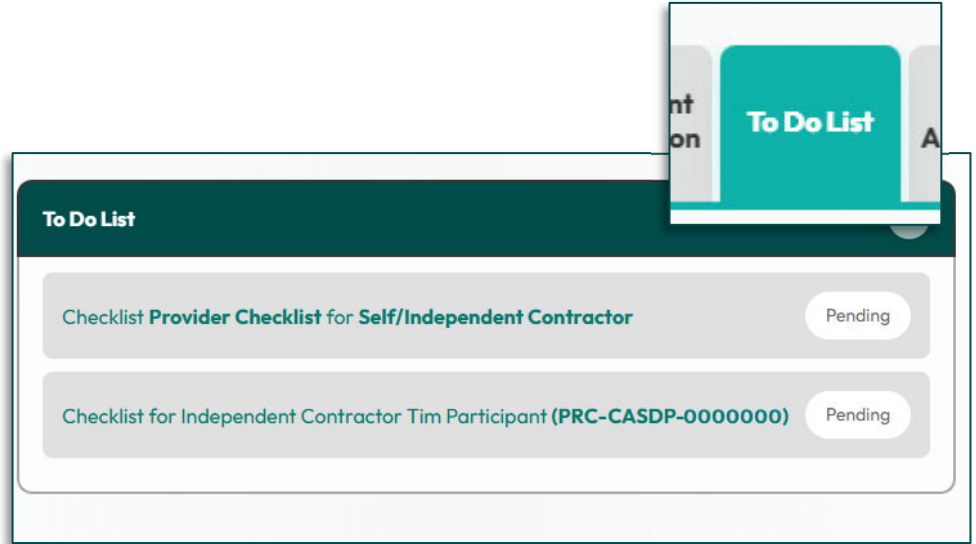 nt
on
To Do List
A
To Do List
Checklist Provider Checklist for Self/Independent Contractor
Pending
Checklist for Independent Contractor Tim Participant (PRC-CASDP-0000000)
Pending